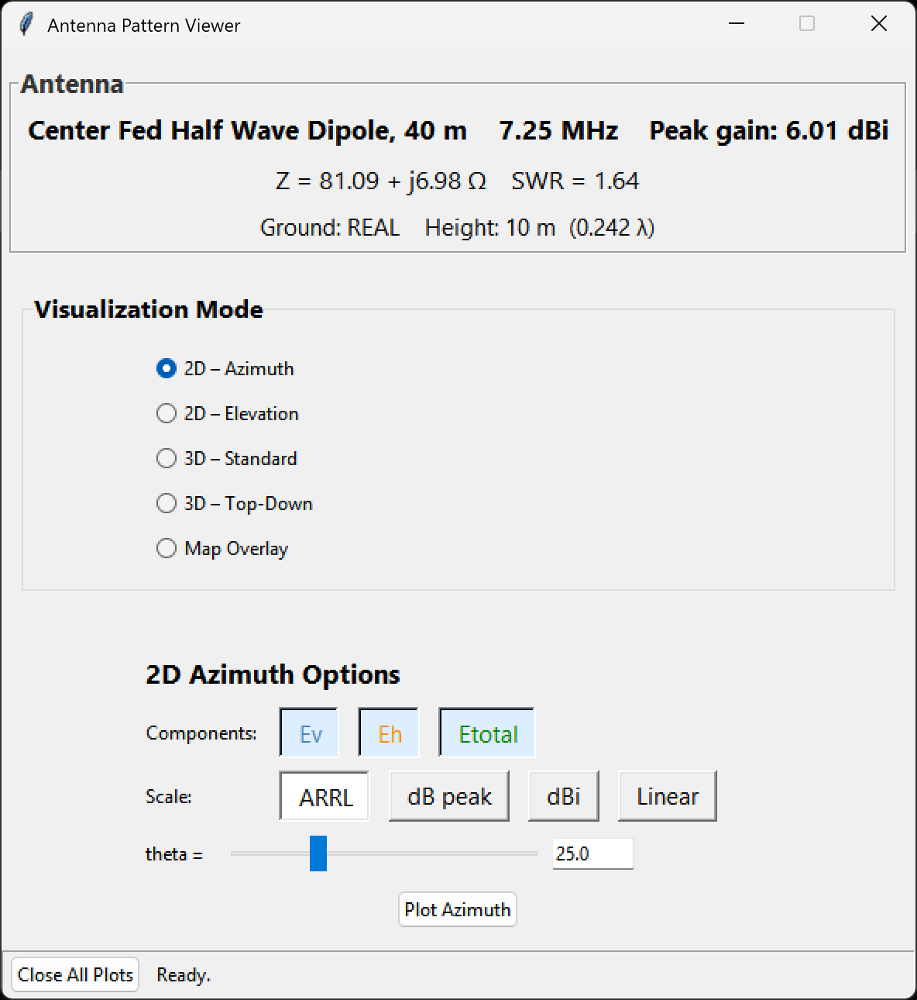 Antenna Pattern Viewer
Antenna
Center Fed Half Wave Dipole, 40 m 7.25 MHz Peak gain: 6.01 dBi
Z = 81.09 + j6.98 Ω SWR = 1.64
Ground: REAL Height: 10 m (0.242 λ)
Visualization Mode
2D – Azimuth
2D – Elevation
3D – Standard
3D – Top-Down
Map Overlay
2D Azimuth Options
Components: Ev Eh Etotal
Scale: ARRL dB peak dBi Linear
theta = 25.0
Plot Azimuth
Close All Plots Ready.